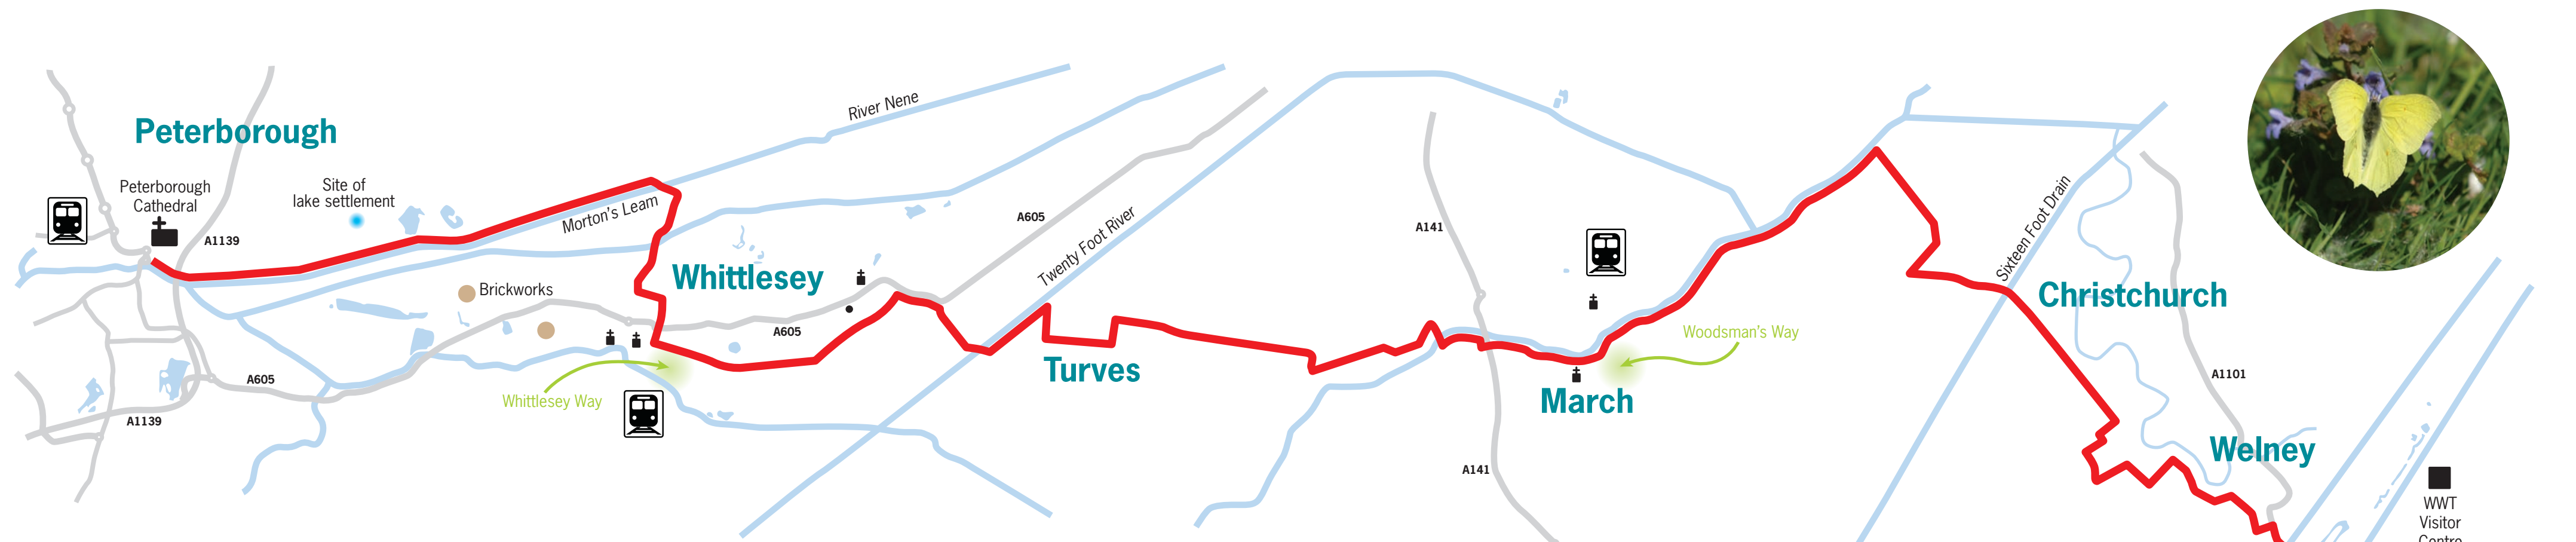 Peterborough
Peterborough
Cathedral
A1139
Site of
lake settlement
Morton's Leam
River Nene
A605
Twenty Foot River
Brickworks
Whittlesey
A605
A605
A1139
Whittlesey Way
Turves
A141
A141
March
Woodsman's Way
Sixteen Foot Drain
Christchurch
A1101
Welney
WWT
Visitor
Centre